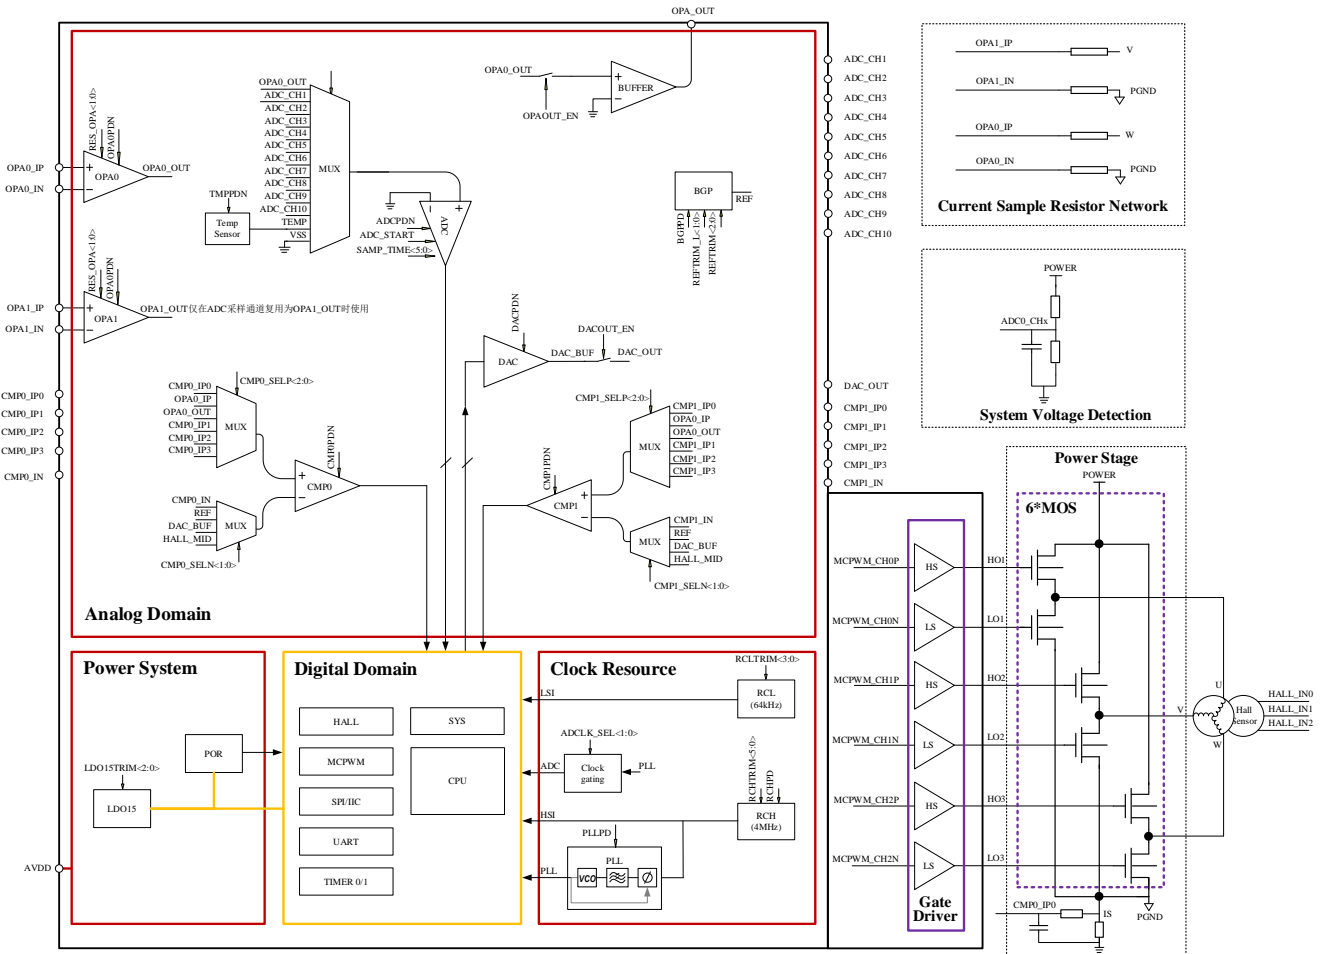 OPA_OUT
OPA0_OUT
BUFFER
OPAOUT_EN
OPA0_OUT
ADC_CH1
ADC_CH2
ADC_CH3
ADC_CH4
ADC_CH5
ADC_CH6
ADC_CH7
ADC_CH8
ADC_CH9
ADC_CH10
TEMP
VSS
MUX
TMPPDN
Temp
Sensor
RES_OPA<1:0>
OPA0PDN
OPA0_IP
OPA0_IN
OPA0
OPA0_OUT
ADC
ADCPDN
ADC_START
SAMP_TIME<5:0>
BGP
REF
BGPPD
REFTRIM_L<1:0>
REFTRIM<2:0>
RES_OPA<1:0>
OPA0PDN
OPA1_IP
OPA1_IN
OPA1
OPA1_OUT仅在ADC采样通道复用为OPA1_OUT时使用
DACPDN
DACOUT_EN
DAC
DAC_BUF
DAC_OUT
CMP0_IP0
CMP0_IP1
CMP0_IP2
CMP0_IP3
CMP0_IN
CMP0_SELP<2:0>
CMP0_IP0
OPA0_IP
OPA0_OUT
CMP0_IP1
CMP0_IP2
CMP0_IP3
MUX
CMP0PDN
CMP0
CMP0_IN
REF
DAC_BUF
HALL_MID
MUX
CMP0_SELN<1:0>
CMP1_SELP<2:0>
CMP1_IP0
OPA0_IP
OPA0_OUT
CMP1_IP1
CMP1_IP2
CMP1_IP3
MUX
CMP1PDN
CMP1
CMP1_IN
REF
DAC_BUF
HALL_MID
MUX
CMP1_SELN<1:0>
Analog Domain
ADC_CH1
ADC_CH2
ADC_CH3
ADC_CH4
ADC_CH5
ADC_CH6
ADC_CH7
ADC_CH8
ADC_CH9
ADC_CH10
DAC_OUT
CMP1_IP0
CMP1_IP1
CMP1_IP2
CMP1_IP3
CMP1_IN
OPA1_IP
V
OPA1_IN
PGND
OPA0_IP
W
OPA0_IN
PGND
Current Sample Resistor Network
POWER
ADC0_CHx
System Voltage Detection
Power Stage
POWER
6*MOS
MCPWM_CH0P
HS
HO1
MCPWM_CH0N
LS
LO1
MCPWM_CH1P
HS
HO2
MCPWM_CH1N
LS
LO2
MCPWM_CH2P
HS
HO3
MCPWM_CH2N
LS
LO3
Gate
Driver
U
V
W
Hall
Sensor
HALL_IN0
HALL_IN1
HALL_IN2
CMP0_IP0
IS
PGND
Power System
POR
LDO15TRIM<2:0>
LDO15
AVDD
Digital Domain
HALL
SYS
MCPWM
CPU
SPI/IIC
UART
TIMER 0/1
Clock Resource
RCLTRIM<3:0>
LSI
RCL
(64kHz)
ADCLK_SEL<1:0>
ADC
Clock
gating
PLL
RCHTRIM<5:0>
RCHPD
HSI
RCH
(4MHz)
PLLPD
PLL
PLL
VCO